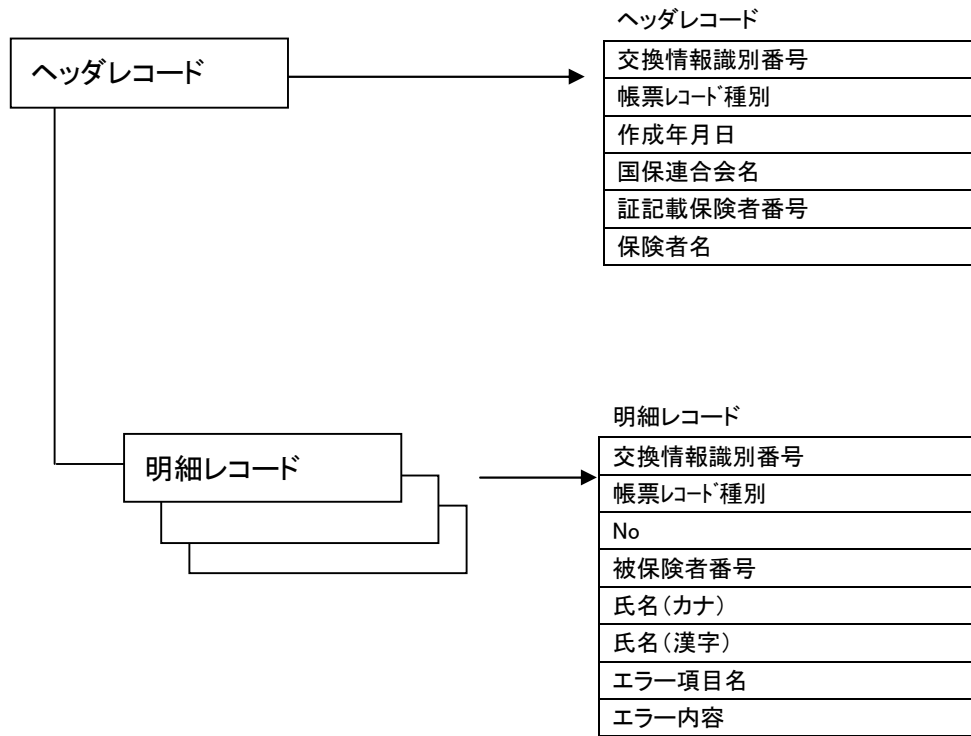 ヘッダレコード
ヘッダレコード
交換情報識別番号
帳票ﾚｺｰﾄﾞ種別
作成年月日
国保連合会名
証記載保険者番号
保険者名
明細レコード
明細レコード
交換情報識別番号
帳票ﾚｺｰﾄﾞ種別
No
被保険者番号
氏名(カナ)
氏名(漢字)
エラー項目名
エラー内容